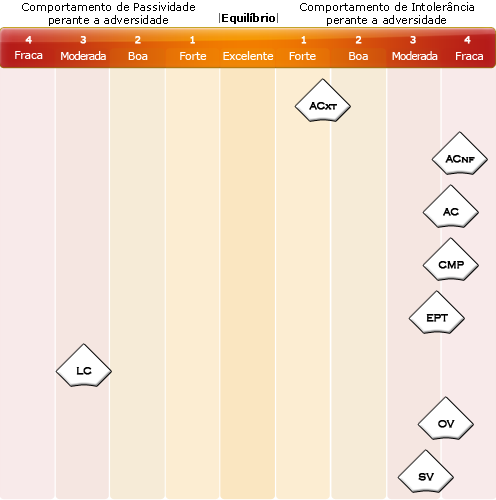 Comportamento de Passividade
perante a adversidade
|Equilíbrio|
Comportamento de Intolerância
perante a adversidade
4 3 2 1 1 2 3 4
Fraca Moderada Boa Forte Excelente Forte Boa Moderada Fraca
ACXT
ACNF
AC
CMP
EPT
LC
OV
SV